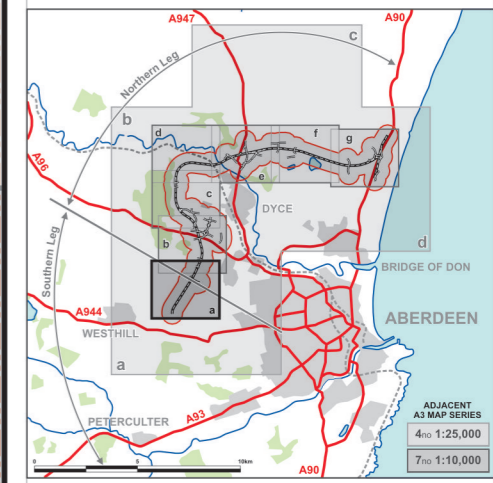 A947
A90
c
Northern Leg
b
d
f
g
A96
e
c
DYCE
d
b
Southern Leg
BRIDGE OF DON
a
A944
ABERDEEN
WESTHILL
a
ADJACENT
A3 MAP SERIES
PETERCULTER
A93
4no 1:25,000
7no 1:10,000
0 5 10km
A90